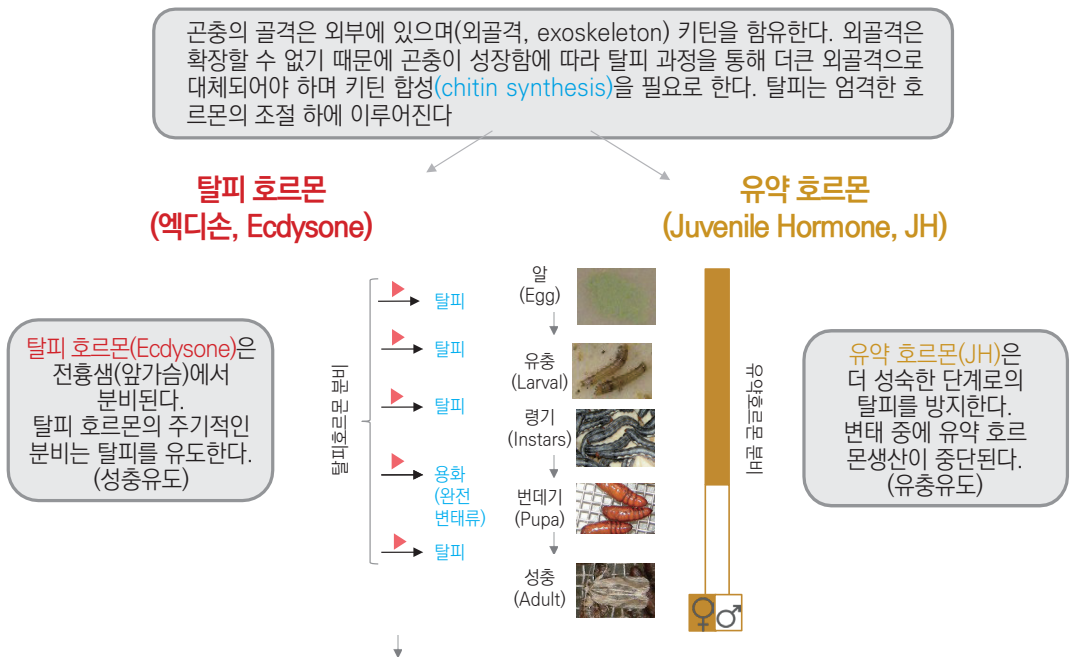 곤충의 골격은 외부에 있으며(외골격, exoskeleton) 키틴을 함유한다. 외골격은
확장할 수 없기 때문에 곤충이 성장함에 따라 탈피 과정을 통해 더큰 외골격으로
대체되어야 하며 키틴 합성(chitin synthesis)을 필요로 한다. 탈피는 엄격한 호
르몬의 조절 하에 이루어진다
탈피 호르몬
(엑디손, Ecdysone)
유약 호르몬
(Juvenile Hormone, JH)
탈피 호르몬(Ecdysone)은
전흉샘(앞가슴)에서
분비된다.
탈피 호르몬의 주기적인
분비는 탈피를 유도한다.
(성충유도)
탈피호르몬 분비
탈피
탈피
탈피
용화
(완전
변태류)
탈피
알
(Egg)
유충
(Larval)
령기
(Instars)
번데기
(Pupa)
성충
(Adult)
유약호르몬 분비
유약 호르몬(JH)은
더 성숙한 단계로의
탈피를 방지한다.
변태 중에 유약 호르
몬생산이 중단된다.
(유충유도)